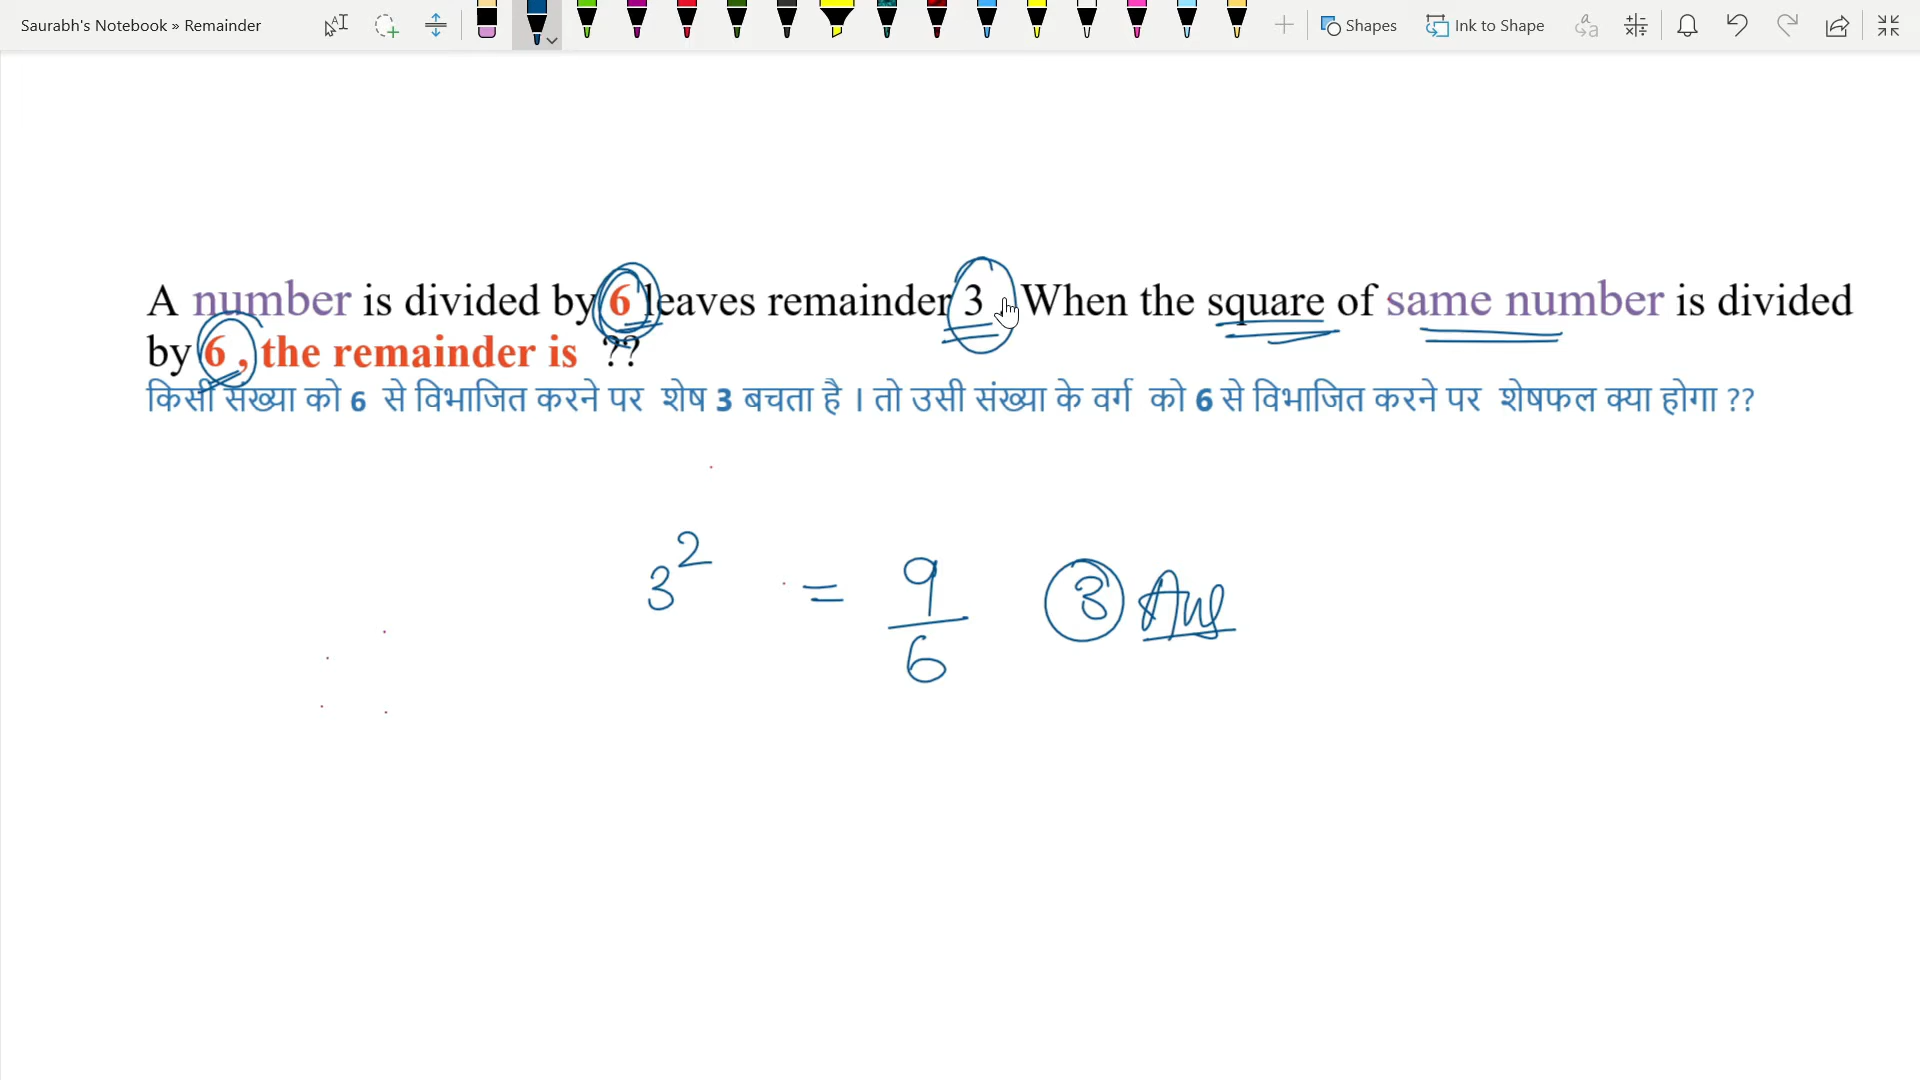 Saurabh's Notebook » Remainder
Shapes
Ink to Shape
A number is divided by 6 leaves remainder 3 When the square of same number is divided
by 6 , the remainder is ??
किसी संख्या को 6 से विभाजित करने पर शेष 3 बचता है । तो उसी संख्या के वर्ग को 6 से विभाजित करने पर शेषफल क्या होगा ??
3² = 9/6 3 Ans